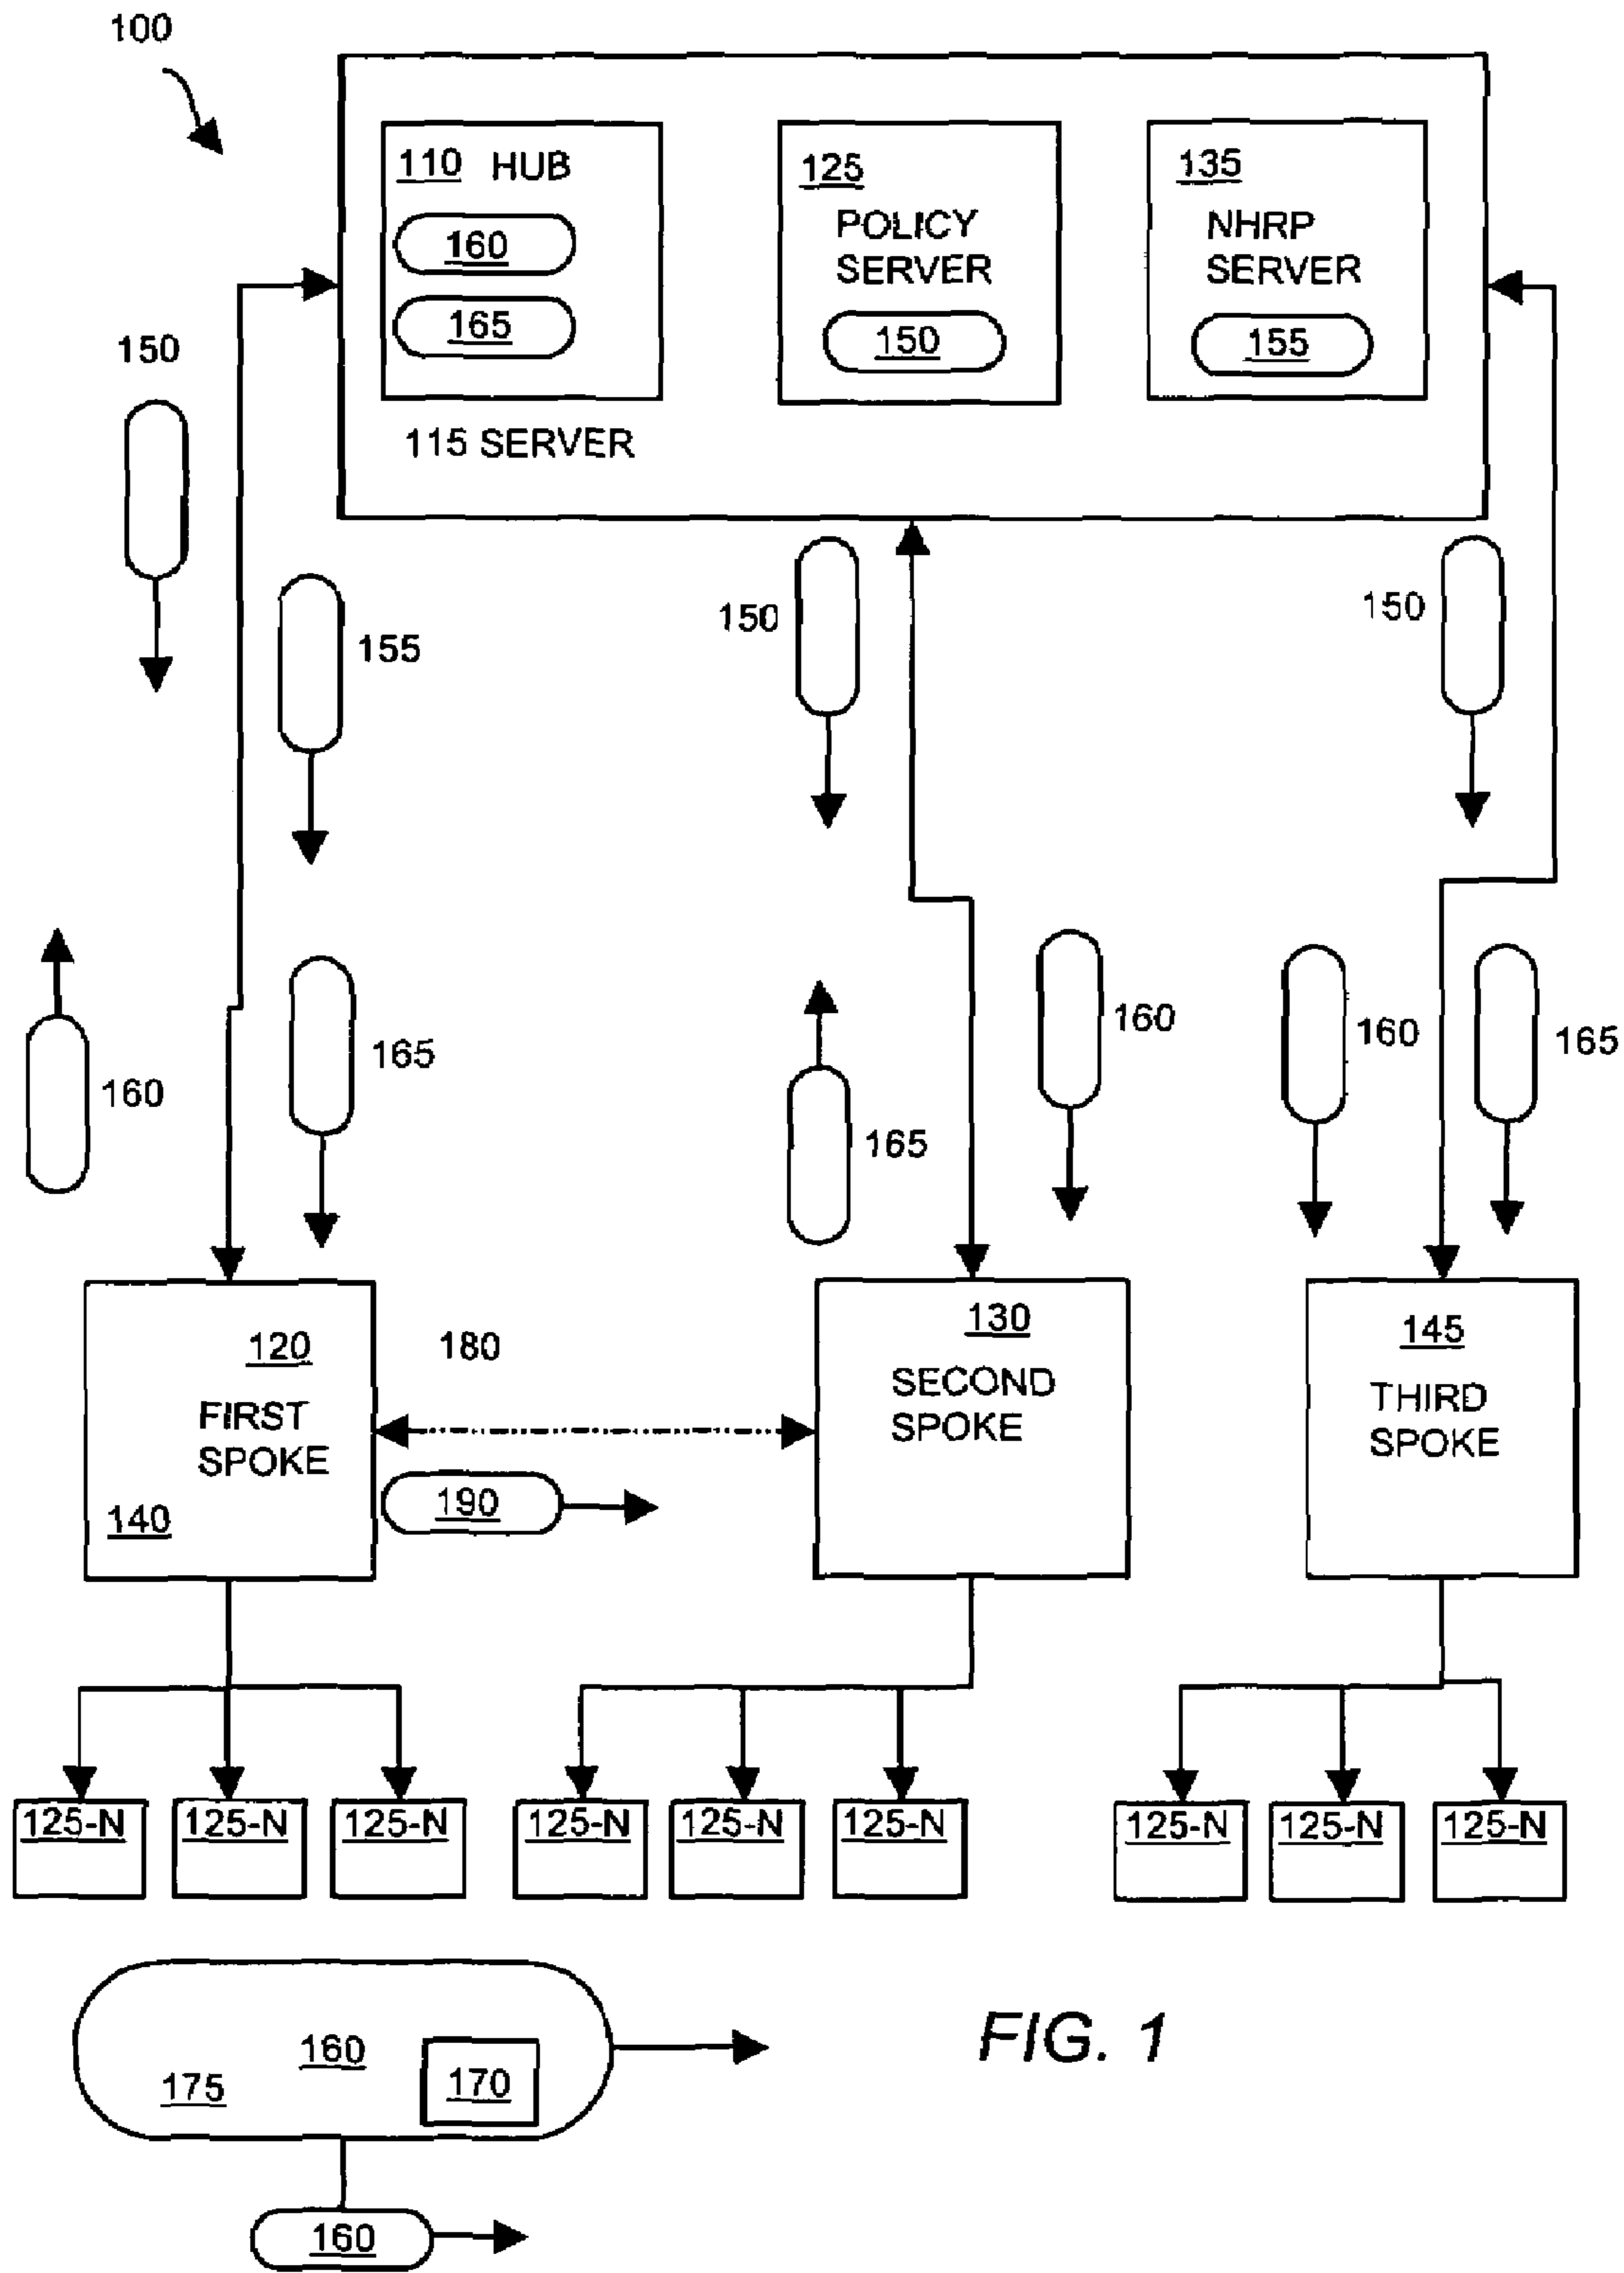 100
110 HUB
160
165
125
POLICY
SERVER
150
135
NHRP
SERVER
155
115 SERVER
150
155
150
150
160
165
165
160
160
165
120
FIRST
SPOKE
140
180
190
130
SECOND
SPOKE
145
THIRD
SPOKE
125-N
125-N
125-N
125-N
125-N
125-N
125-N
125-N
125-N
160
175
170
160
FIG. 1